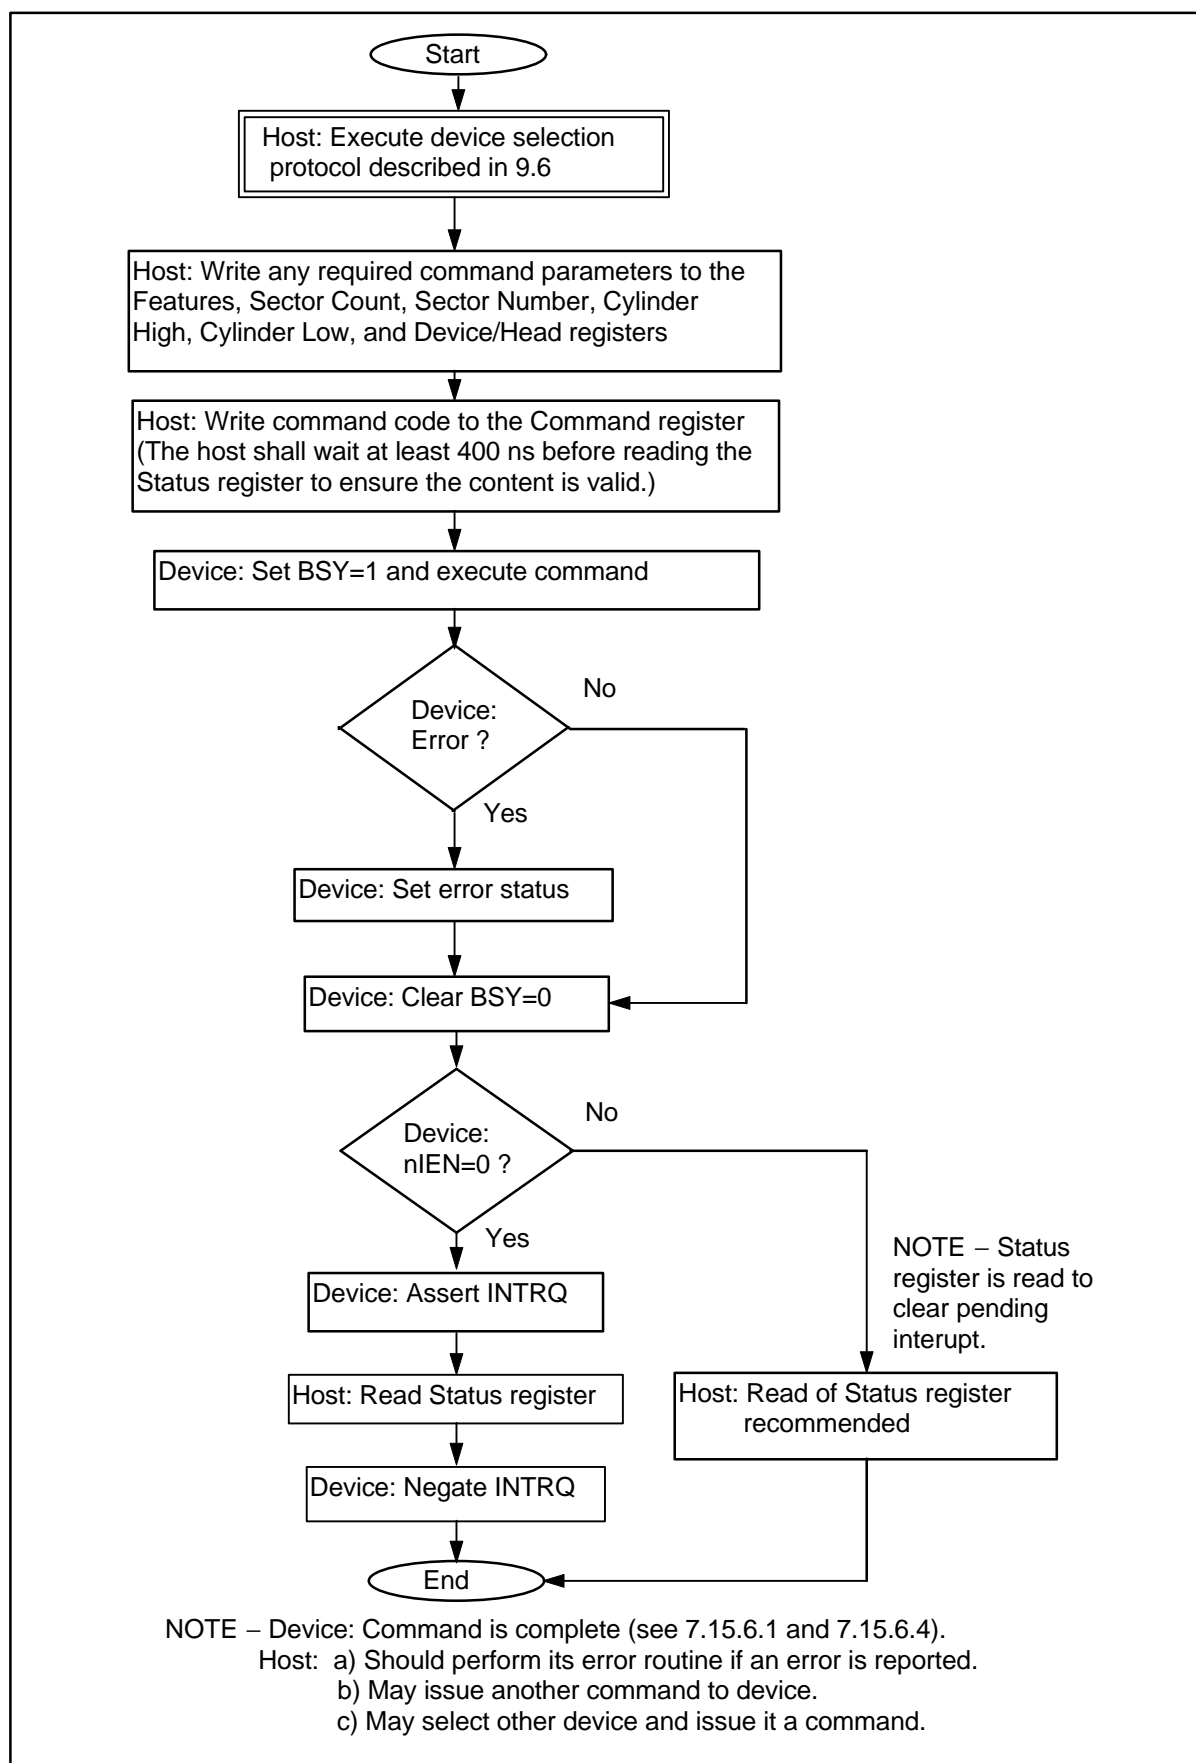 Start
Host: Execute device selection
protocol described in 9.6
Host: Write any required command parameters to the
Features, Sector Count, Sector Number, Cylinder
High, Cylinder Low, and Device/Head registers
Host: Write command code to the Command register
(The host shall wait at least 400 ns before reading the
Status register to ensure the content is valid.)
Device: Set BSY=1 and execute command
No
Device:
Error ?
Yes
Device: Set error status
Device: Clear BSY=0
No
Device:
nIEN=0 ?
Yes
NOTE – Status
register is read to
clear pending
interupt.
Device: Assert INTRQ
Host: Read Status register
Host: Read of Status register
recommended
Device: Negate INTRQ
End
NOTE – Device: Command is complete (see 7.15.6.1 and 7.15.6.4).
Host: a) Should perform its error routine if an error is reported.
b) May issue another command to device.
c) May select other device and issue it a command.